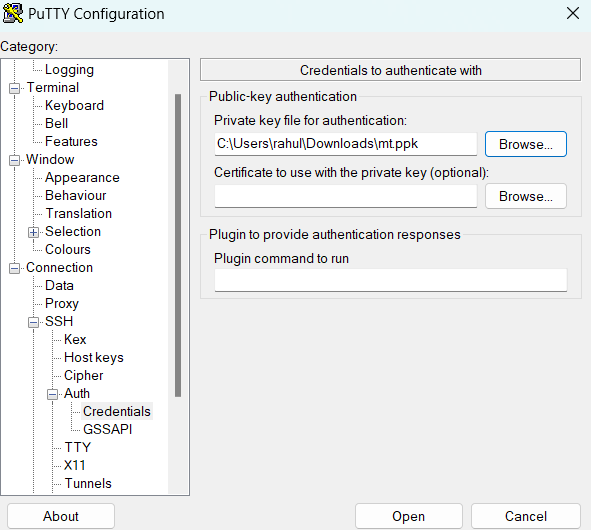 PuTTY Configuration
Category:
Logging
Terminal
Keyboard
Bell
Features
Window
Appearance
Behaviour
Translation
Selection
Colours
Connection
Data
Proxy
SSH
Kex
Host keys
Cipher
Auth
Credentials
GSSAPI
TTY
X11
Tunnels
Credentials to authenticate with
Public-key authentication
Private key file for authentication:
C:\Users\rahul\Downloads\mt.ppk
Browse...
Certificate to use with the private key (optional):
Browse...
Plugin to provide authentication responses
Plugin command to run
About
Open
Cancel